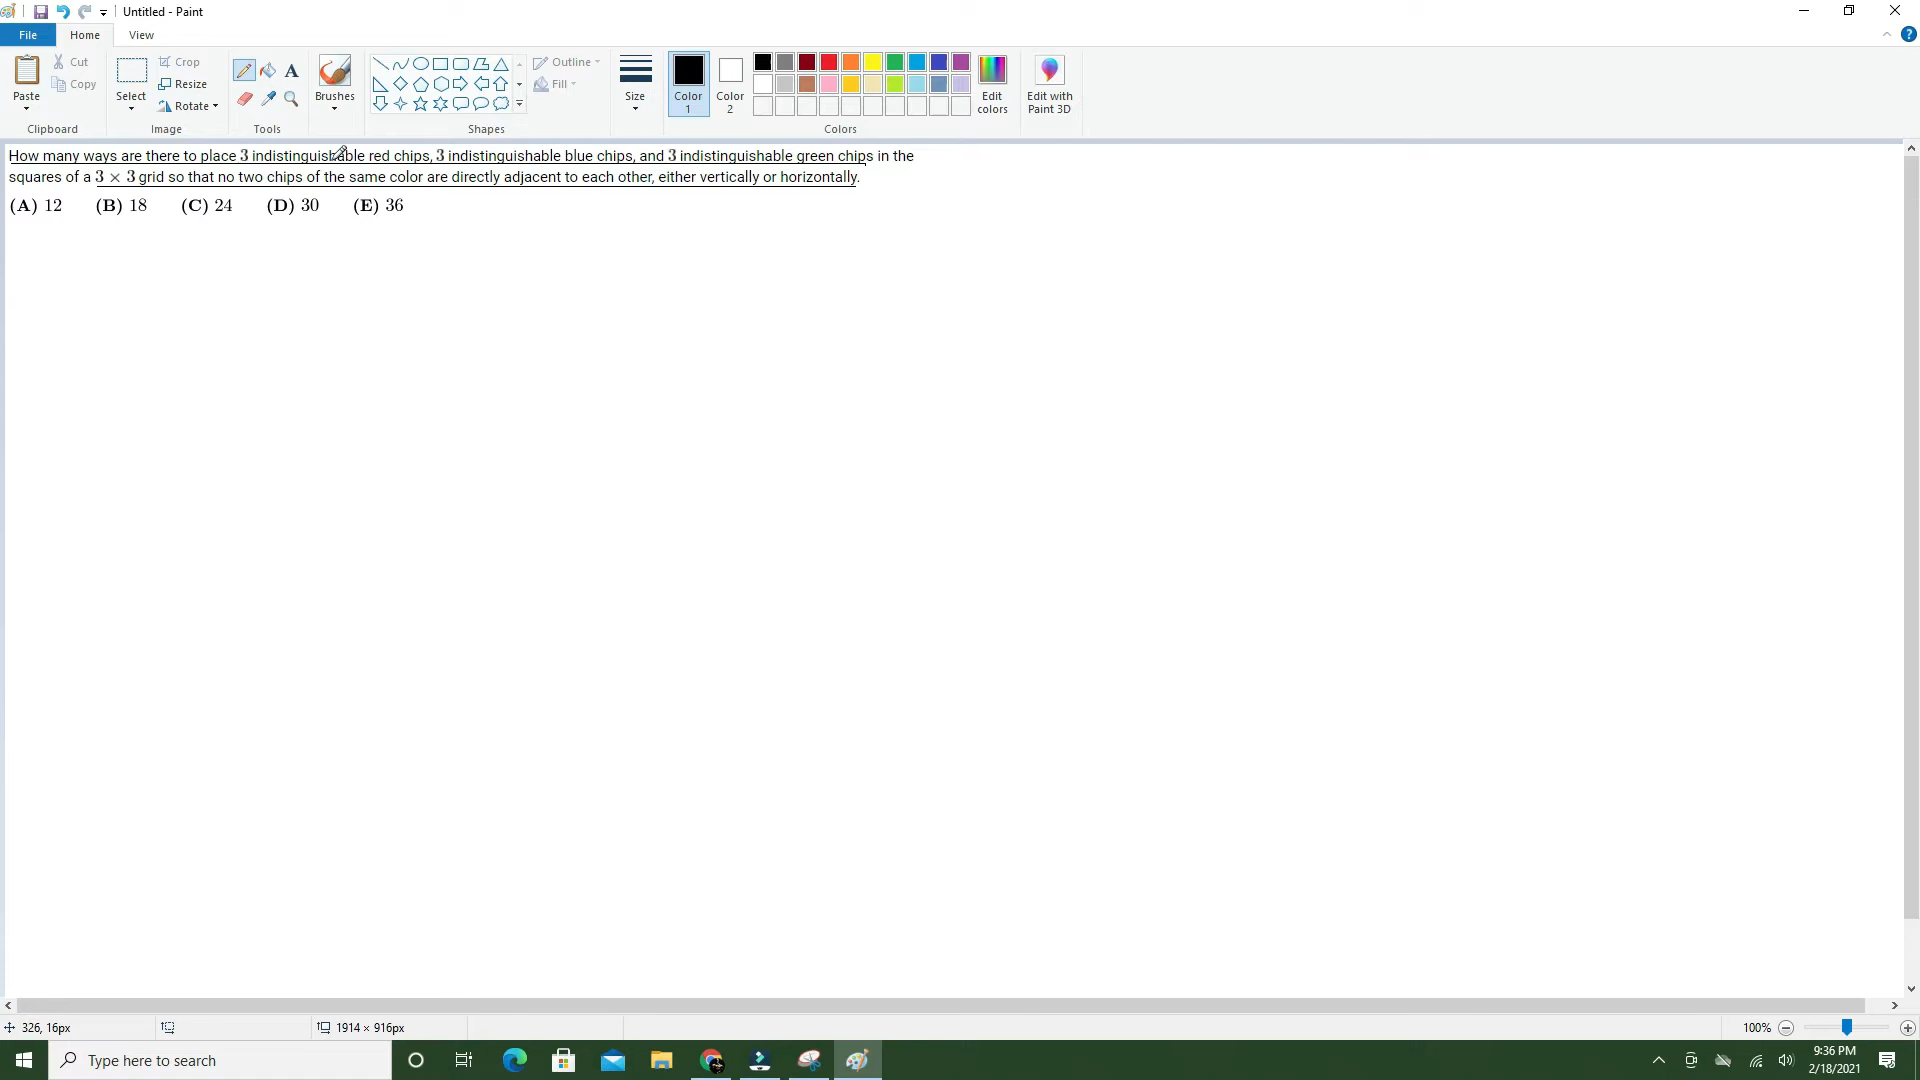 Untitled - Paint
File Home View
Paste
Cut
Copy
Clipboard
Select
Crop
Resize
Rotate
Image
A
Tools
Brushes
Outline
Fill
Shapes
Size
Color 1
Color 2
Edit colors
Edit with Paint 3D
Colors
How many ways are there to place 3 indistinguishable red chips, 3 indistinguishable blue chips, and 3 indistinguishable green chips in the
squares of a 3 × 3 grid so that no two chips of the same color are directly adjacent to each other, either vertically or horizontally.
(A) 12 (B) 18 (C) 24 (D) 30 (E) 36
326, 16px
1914 × 916px
100%
Type here to search
9:36 PM
2/18/2021